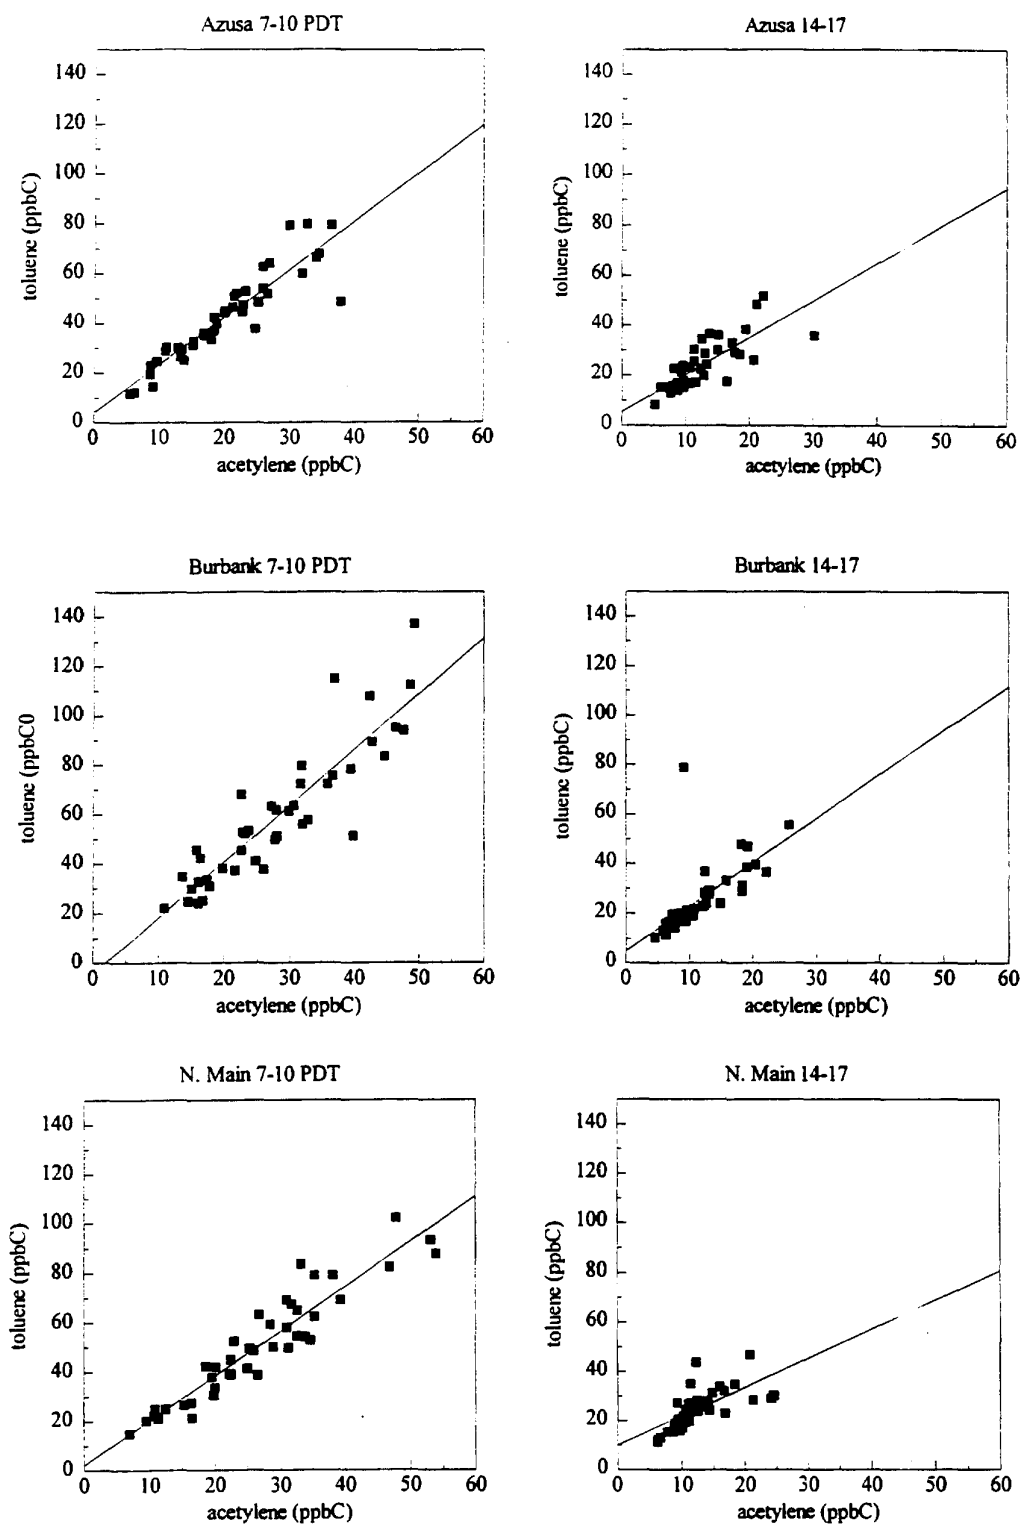 Azusa 7-10 PDT
toluene (ppbC)
140
120
100
80
60
40
20
0
0 10 20 30 40 50 60
acetylene (ppbC)
Azusa 14-17
toluene (ppbC)
140
120
100
80
60
40
20
0
0 10 20 30 40 50 60
acetylene (ppbC)
Burbank 7-10 PDT
toluene (ppbC0
140
120
100
80
60
40
20
0
0 10 20 30 40 50 60
acetylene (ppbC)
Burbank 14-17
toluene (ppbC)
140
120
100
80
60
40
20
0
0 10 20 30 40 50 60
acetylene (ppbC)
N. Main 7-10 PDT
toluene (ppbC)
140
120
100
80
60
40
20
0
0 10 20 30 40 50 60
acetylene (ppbC)
N. Main 14-17
toluene (ppbC)
140
120
100
80
60
40
20
0
0 10 20 30 40 50 60
acetylene (ppbC)